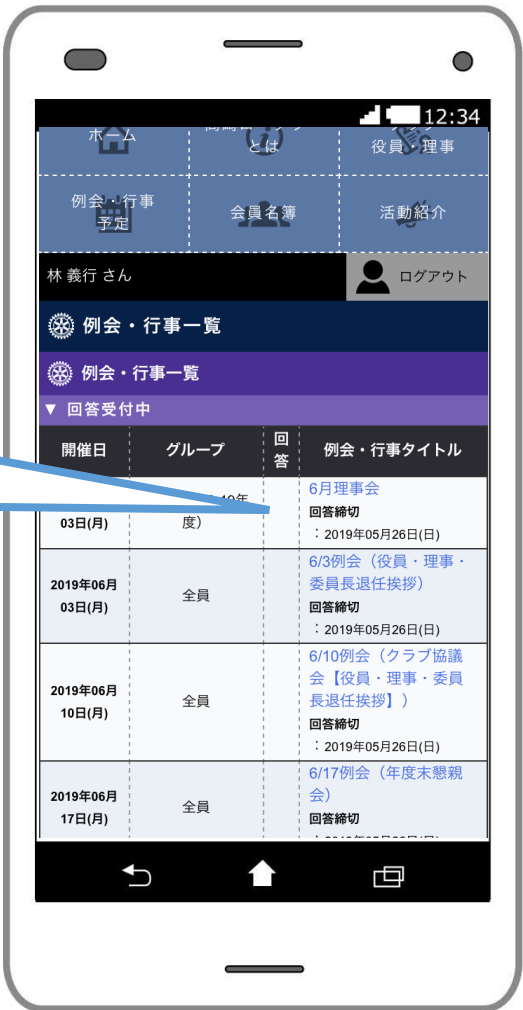 12:34
ホーム
とは
役員・理事
例会・行事
予定
会員名簿
活動紹介
林 義行 さん
ログアウト
例会・行事一覧
例会・行事一覧
▼ 回答受付中
開催日
グループ
回
答
例会・行事タイトル
03日(月)
度）
6月理事会
回答締切
：2019年05月26日(日)
2019年06月
03日(月)
全員
6/3例会（役員・理事・
委員長退任挨拶）
回答締切
：2019年05月26日(日)
2019年06月
10日(月)
全員
6/10例会（クラブ協議
会【役員・理事・委員
長退任挨拶】）
回答締切
：2019年05月26日(日)
2019年06月
17日(月)
全員
6/17例会（年度末懇親
会）
回答締切